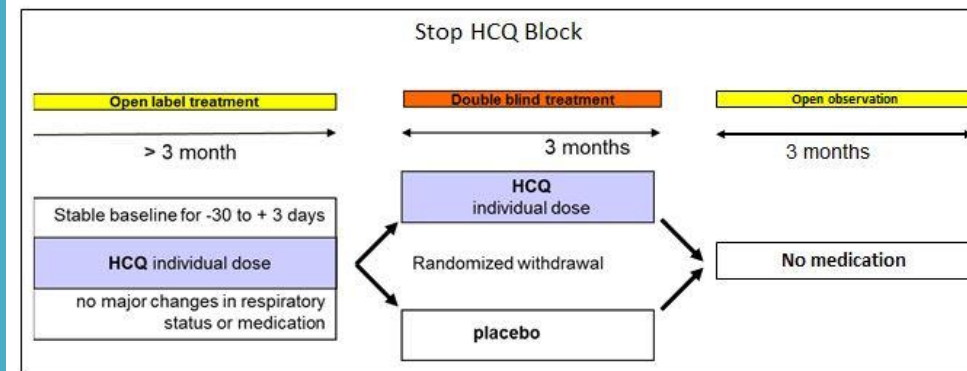 Stop HCQ Block
Open label treatment
Double blind treatment
Open observation
> 3 month
3 months
3 months
Stable baseline for -30 to + 3 days
HCQ individual dose
no major changes in respiratory
status or medication
HCQ
individual dose
Randomized withdrawal
placebo
No medication